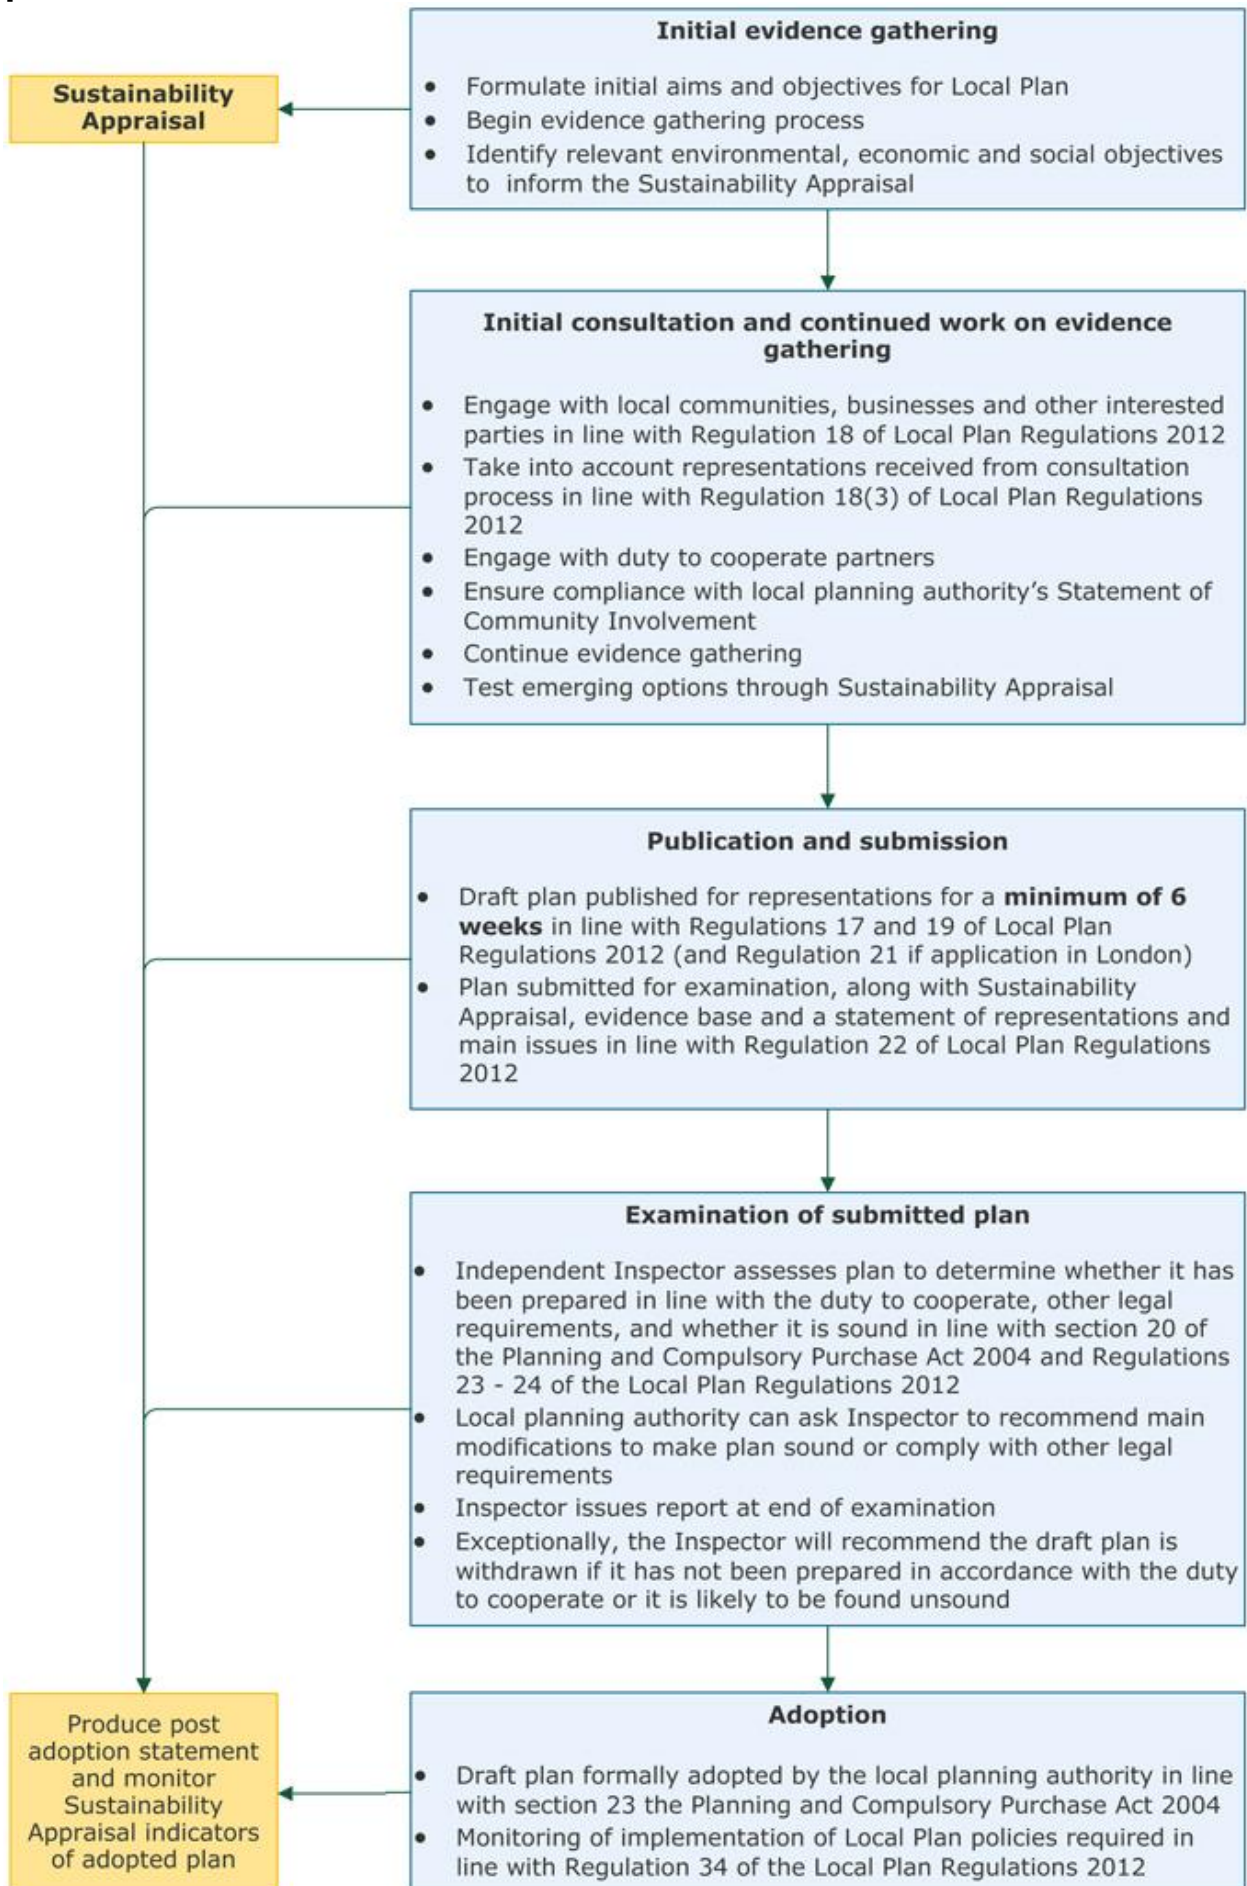 Initial evidence gathering
• Formulate initial aims and objectives for Local Plan
• Begin evidence gathering process
• Identify relevant environmental, economic and social objectives
to inform the Sustainability Appraisal
Sustainability
Appraisal
Initial consultation and continued work on evidence
gathering
• Engage with local communities, businesses and other interested
parties in line with Regulation 18 of Local Plan Regulations 2012
• Take into account representations received from consultation
process in line with Regulation 18(3) of Local Plan Regulations
2012
• Engage with duty to cooperate partners
• Ensure compliance with local planning authority’s Statement of
Community Involvement
• Continue evidence gathering
• Test emerging options through Sustainability Appraisal
Publication and submission
• Draft plan published for representations for a minimum of 6
weeks in line with Regulations 17 and 19 of Local Plan
Regulations 2012 (and Regulation 21 if application in London)
• Plan submitted for examination, along with Sustainability
Appraisal, evidence base and a statement of representations and
main issues in line with Regulation 22 of Local Plan Regulations
2012
Examination of submitted plan
• Independent Inspector assesses plan to determine whether it has
been prepared in line with the duty to cooperate, other legal
requirements, and whether it is sound in line with section 20 of
the Planning and Compulsory Purchase Act 2004 and Regulations
23 - 24 of the Local Plan Regulations 2012
• Local planning authority can ask Inspector to recommend main
modifications to make plan sound or comply with other legal
requirements
• Inspector issues report at end of examination
• Exceptionally, the Inspector will recommend the draft plan is
withdrawn if it has not been prepared in accordance with the duty
to cooperate or it is likely to be found unsound
Adoption
• Draft plan formally adopted by the local planning authority in line
with section 23 the Planning and Compulsory Purchase Act 2004
• Monitoring of implementation of Local Plan policies required in
line with Regulation 34 of the Local Plan Regulations 2012
Produce post
adoption statement
and monitor
Sustainability
Appraisal indicators
of adopted plan